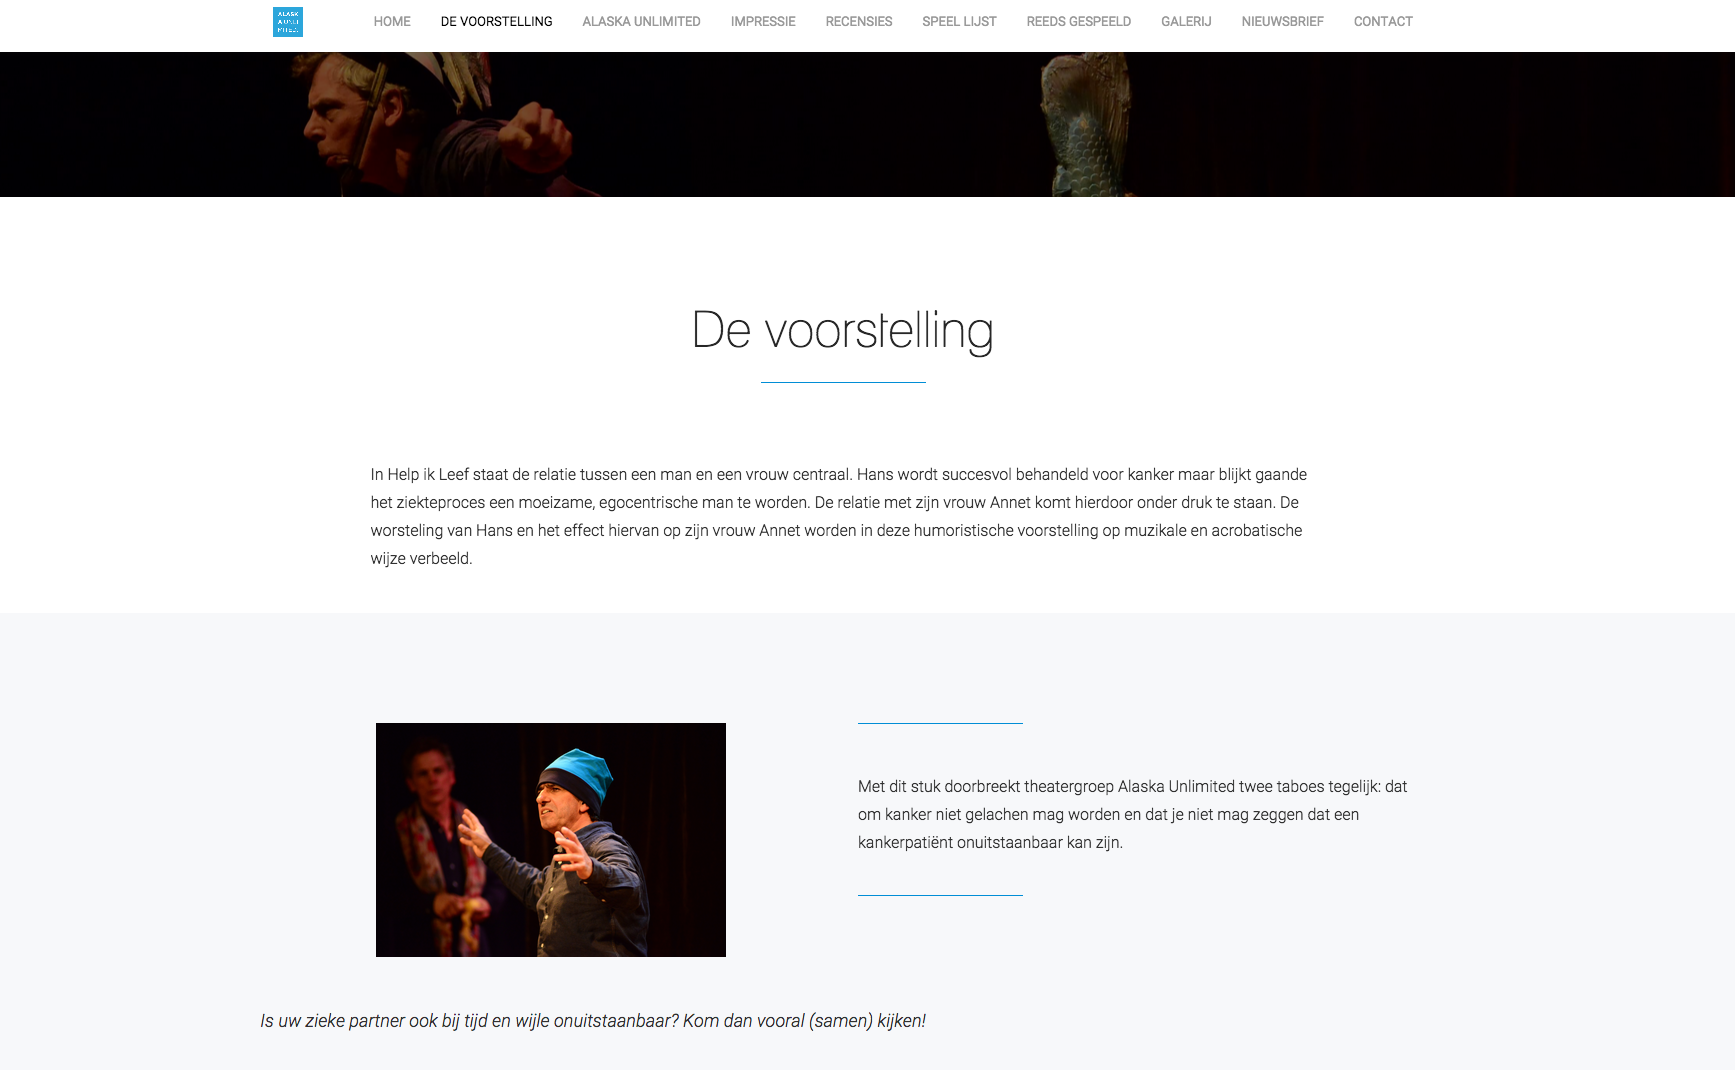 ALASK
A UNLI
MITED.
HOME DE VOORSTELLING ALASKA UNLIMITED IMPRESSIE RECENSIES SPEEL LIJST REEDS GESPEELD GALERIJ NIEUWSBRIEF CONTACT
De voorstelling
In Help ik Leef staat de relatie tussen een man en een vrouw centraal. Hans wordt succesvol behandeld voor kanker maar blijkt gaande
het ziekteproces een moeizame, egocentrische man te worden. De relatie met zijn vrouw Annet komt hierdoor onder druk te staan. De
worsteling van Hans en het effect hiervan op zijn vrouw Annet worden in deze humoristische voorstelling op muzikale en acrobatische
wijze verbeeld.
Met dit stuk doorbreekt theatergroep Alaska Unlimited twee taboes tegelijk: dat
om kanker niet gelachen mag worden en dat je niet mag zeggen dat een
kankerpatiënt onuitstaanbaar kan zijn.
Is uw zieke partner ook bij tijd en wijle onuitstaanbaar? Kom dan vooral (samen) kijken!